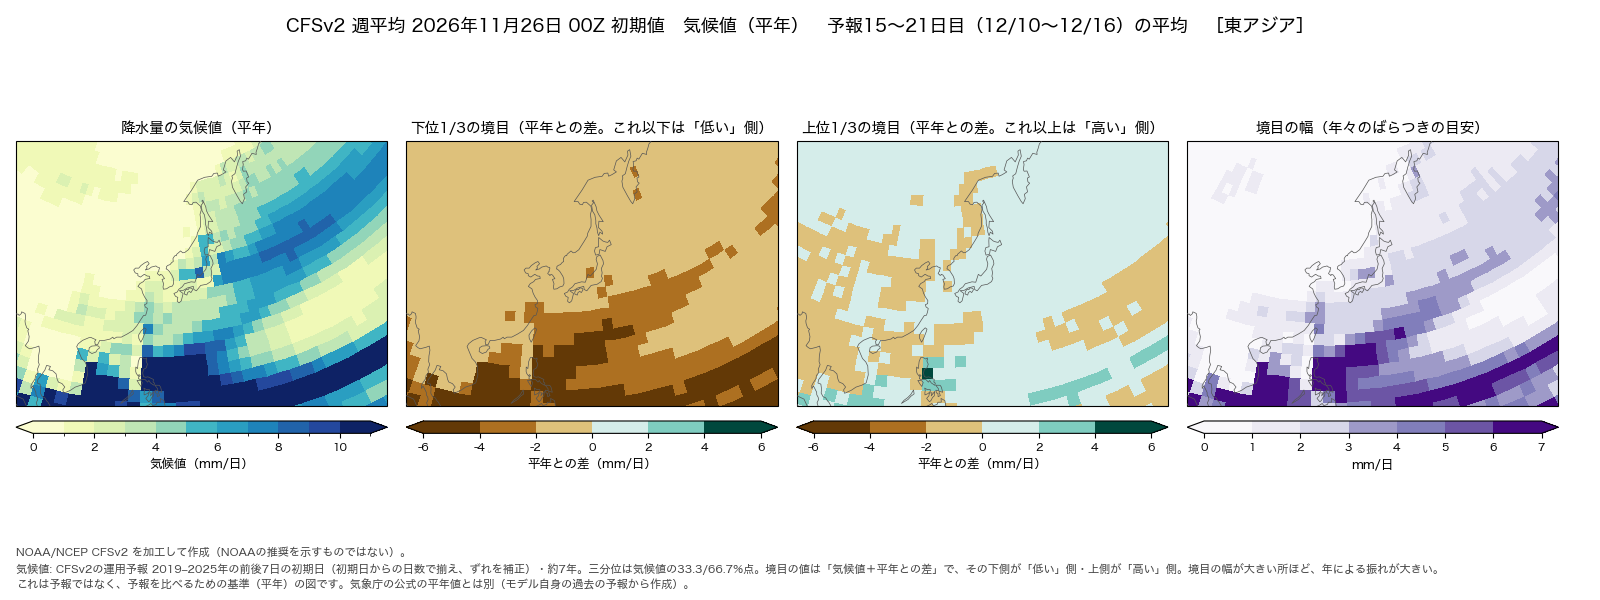 CFSv2 週平均 2026年11月26日 00Z 初期値　気候値（平年）　予報15〜21日目（12/10〜12/16）の平均　［東アジア］
降水量の気候値（平年）
下位1/3の境目（平年との差。これ以下は「低い」側）
上位1/3の境目（平年との差。これ以上は「高い」側）
境目の幅（年々のばらつきの目安）
0 2 4 6 8 10
気候値（mm/日）
-6 -4 -2 0 2 4 6
平年との差（mm/日）
-6 -4 -2 0 2 4 6
平年との差（mm/日）
0 1 2 3 4 5 6 7
mm/日
NOAA/NCEP CFSv2 を加工して作成（NOAAの推奨を示すものではない）。
気候値: CFSv2の運用予報 2019–2025年の前後7日の初期日（初期日からの日数で揃え、ずれを補正）・約7年。三分位は気候値の33.3/66.7%点。境目の値は「気候値＋平年との差」で、その下側が「低い」側・上側が「高い」側。境目の幅が大きい所ほど、年による振れが大きい。
これは予報ではなく、予報を比べるための基準（平年）の図です。気象庁の公式の平年値とは別（モデル自身の過去の予報から作成）。